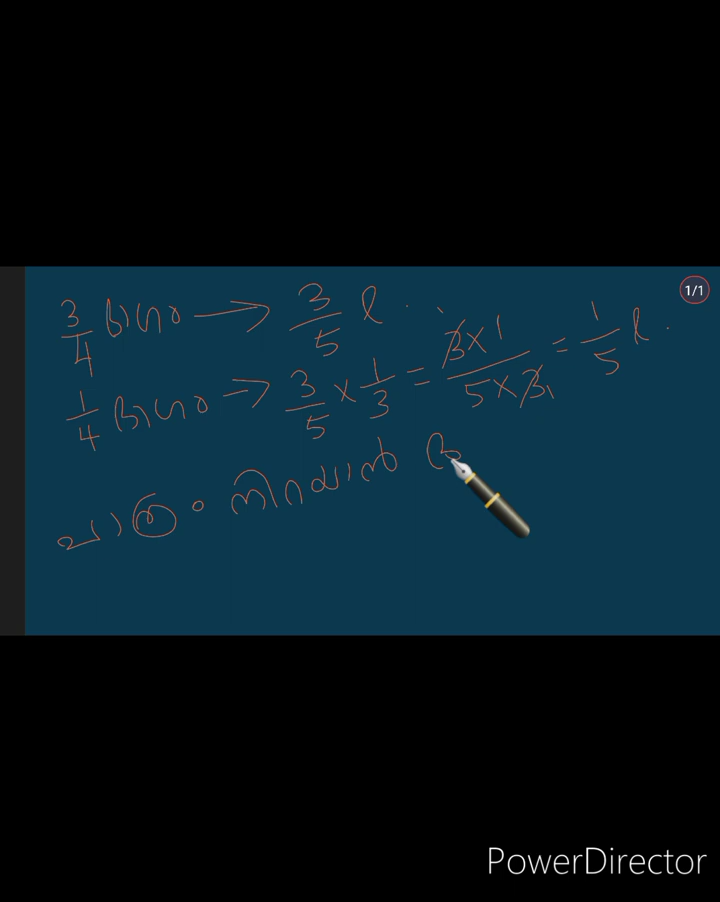 1/1
3/4 ഭാഗം → 3/5 l.
1/4 ഭാഗം → 3/5 × 1/3 = 3×1/5×3 = 1/5 l.
പാത്രം നിറയാൻ
PowerDirector